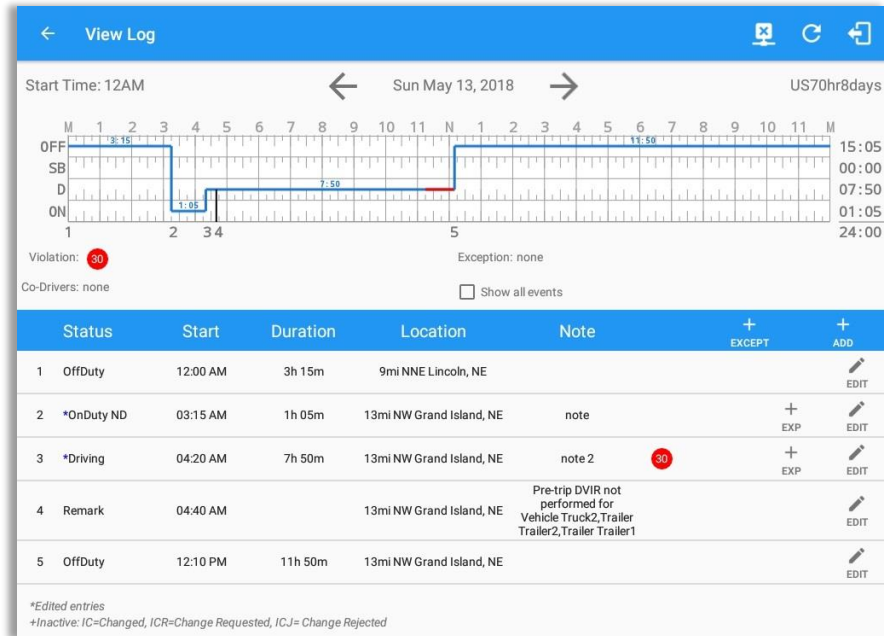 View Log
Start Time: 12AM
Sun May 13, 2018
US70hr8days
M 1 2 3 4 5 6 7 8 9 10 11 N 1 2 3 4 5 6 7 8 9 10 11 M
OFF 3:15 11:50 15:05
SB 00:00
D 7:50 07:50
ON 1:05 01:05
1 2 3 4 5 24:00
Violation: 30 Exception: none
Co-Drivers: none Show all events
Status Start Duration Location Note + EXCEPT + ADD
1 OffDuty 12:00 AM 3h 15m 9mi NNE Lincoln, NE EDIT
2 *OnDuty ND 03:15 AM 1h 05m 13mi NW Grand Island, NE note + EXP EDIT
3 *Driving 04:20 AM 7h 50m 13mi NW Grand Island, NE note 2 30 + EXP EDIT
4 Remark 04:40 AM 13mi NW Grand Island, NE
Pre-trip DVIR not
performed for
Vehicle Truck2,Trailer
Trailer2,Trailer Trailer1
EDIT
5 OffDuty 12:10 PM 11h 50m 13mi NW Grand Island, NE EDIT
*Edited entries
+Inactive: IC=Changed, ICR=Change Requested, ICJ= Change Rejected